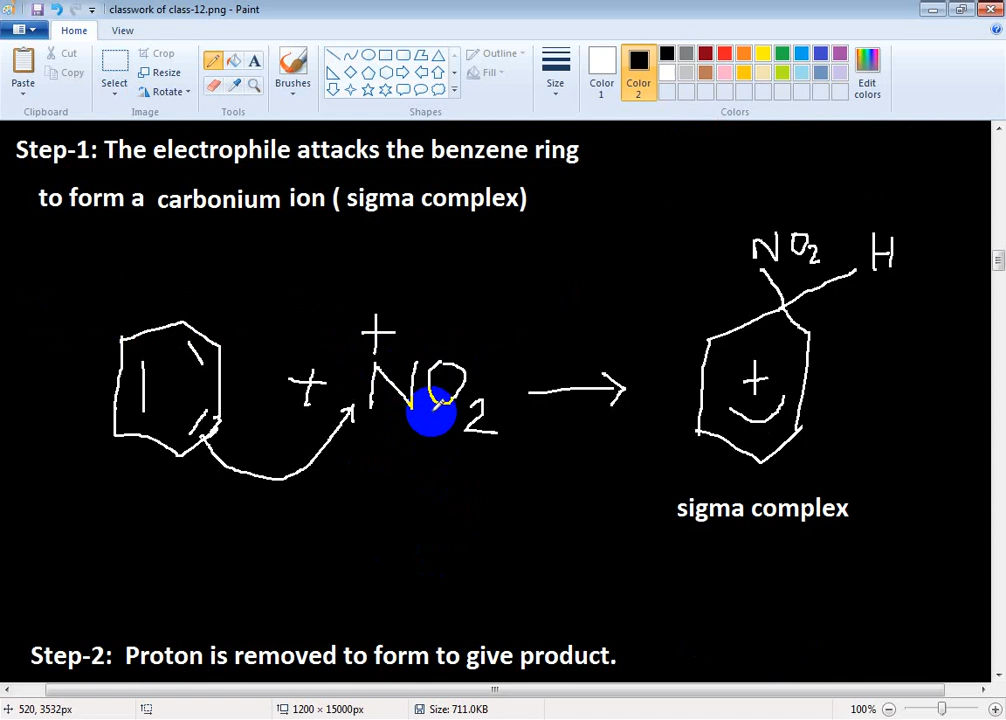 classwork of class-12.png - Paint
Home View
Paste Cut Copy Select Crop Resize Rotate A Brushes Outline Fill Size Color 1 Color 2 Edit colors
Clipboard Image Tools Shapes Colors
Step-1: The electrophile attacks the benzene ring
to form a carbonium ion ( sigma complex)
NO2 H
+
+ NO2 → +
sigma complex
Step-2: Proton is removed to form to give product.
520, 3532px 1200 × 15000px Size: 711.0KB 100%